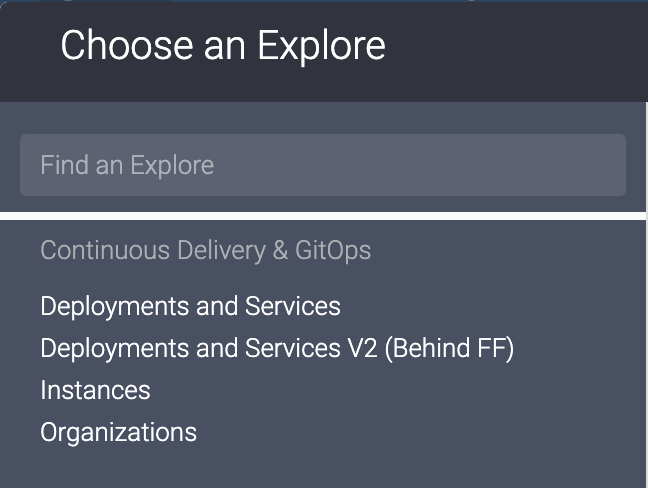 Choose an Explore
Find an Explore
Continuous Delivery & GitOps
Deployments and Services
Deployments and Services V2 (Behind FF)
Instances
Organizations